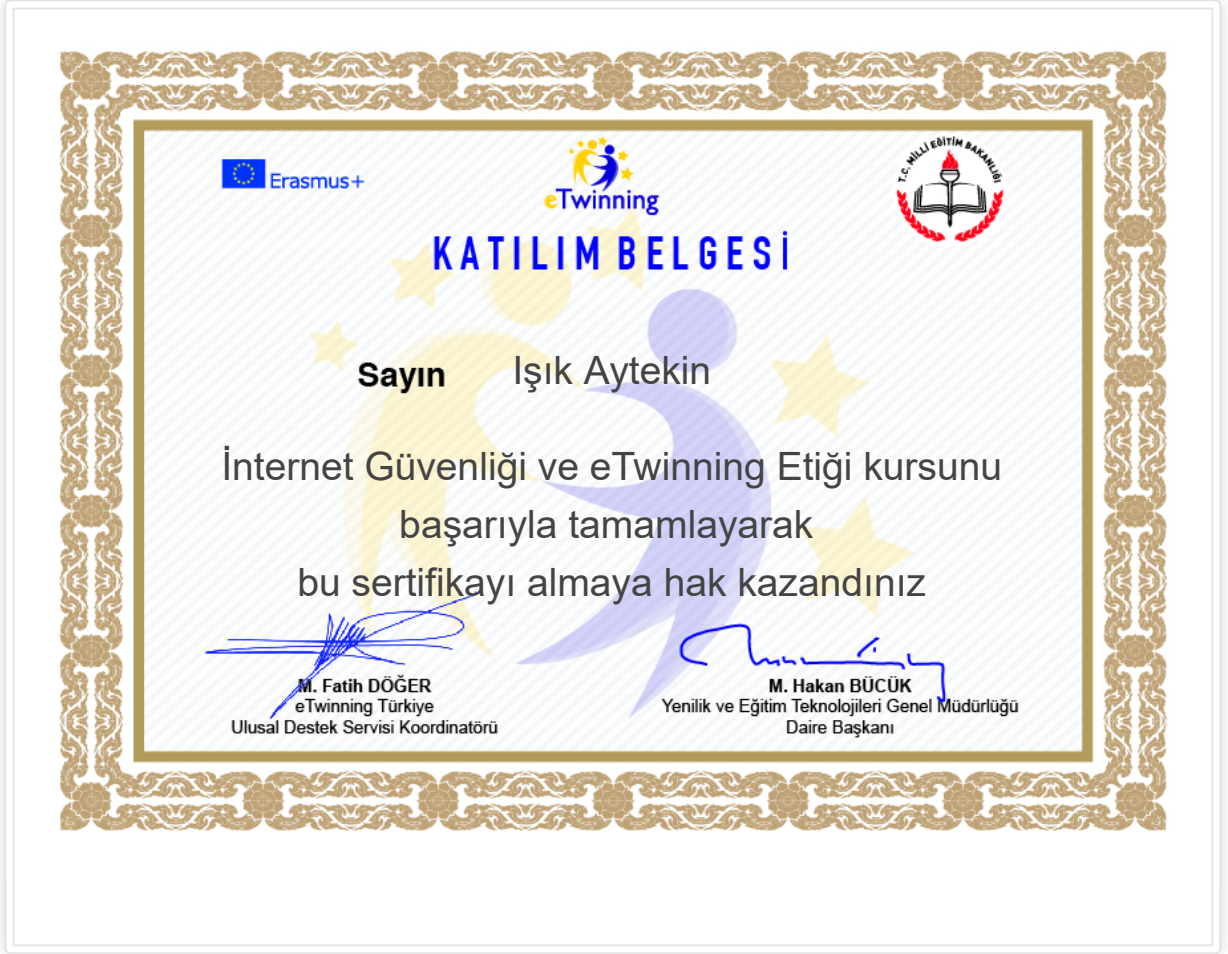 Erasmus+
eTwinning
T.C. MİLLİ EĞİTİM BAKANLIĞI
KATILIM BELGESİ
Sayın Işık Aytekin
İnternet Güvenliği ve eTwinning Etiği kursunu
başarıyla tamamlayarak
bu sertifikayı almaya hak kazandınız
M. Fatih DÖĞER
eTwinning Türkiye
Ulusal Destek Servisi Koordinatörü
M. Hakan BÜCÜK
Yenilik ve Eğitim Teknolojileri Genel Müdürlüğü
Daire Başkanı